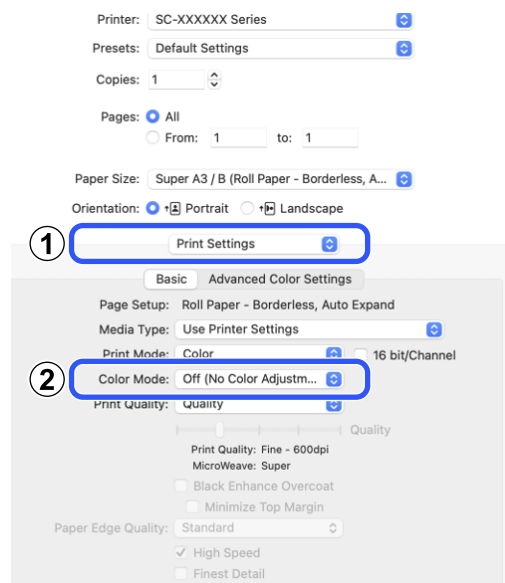 Printer: SC-XXXXXX Series
Presets: Default Settings
Copies: 1
Pages: All
From: 1 to: 1
Paper Size: Super A3 / B (Roll Paper - Borderless, A...
Orientation: Portrait Landscape
1 Print Settings
Basic Advanced Color Settings
Page Setup: Roll Paper - Borderless, Auto Expand
Media Type: Use Printer Settings
Print Mode: Color 16 bit/Channel
2 Color Mode: Off (No Color Adjustm...
Print Quality: Quality
Quality
Print Quality: Fine - 600dpi
MicroWeave: Super
Black Enhance Overcoat
Minimize Top Margin
Paper Edge Quality: Standard
High Speed
Finest Detail